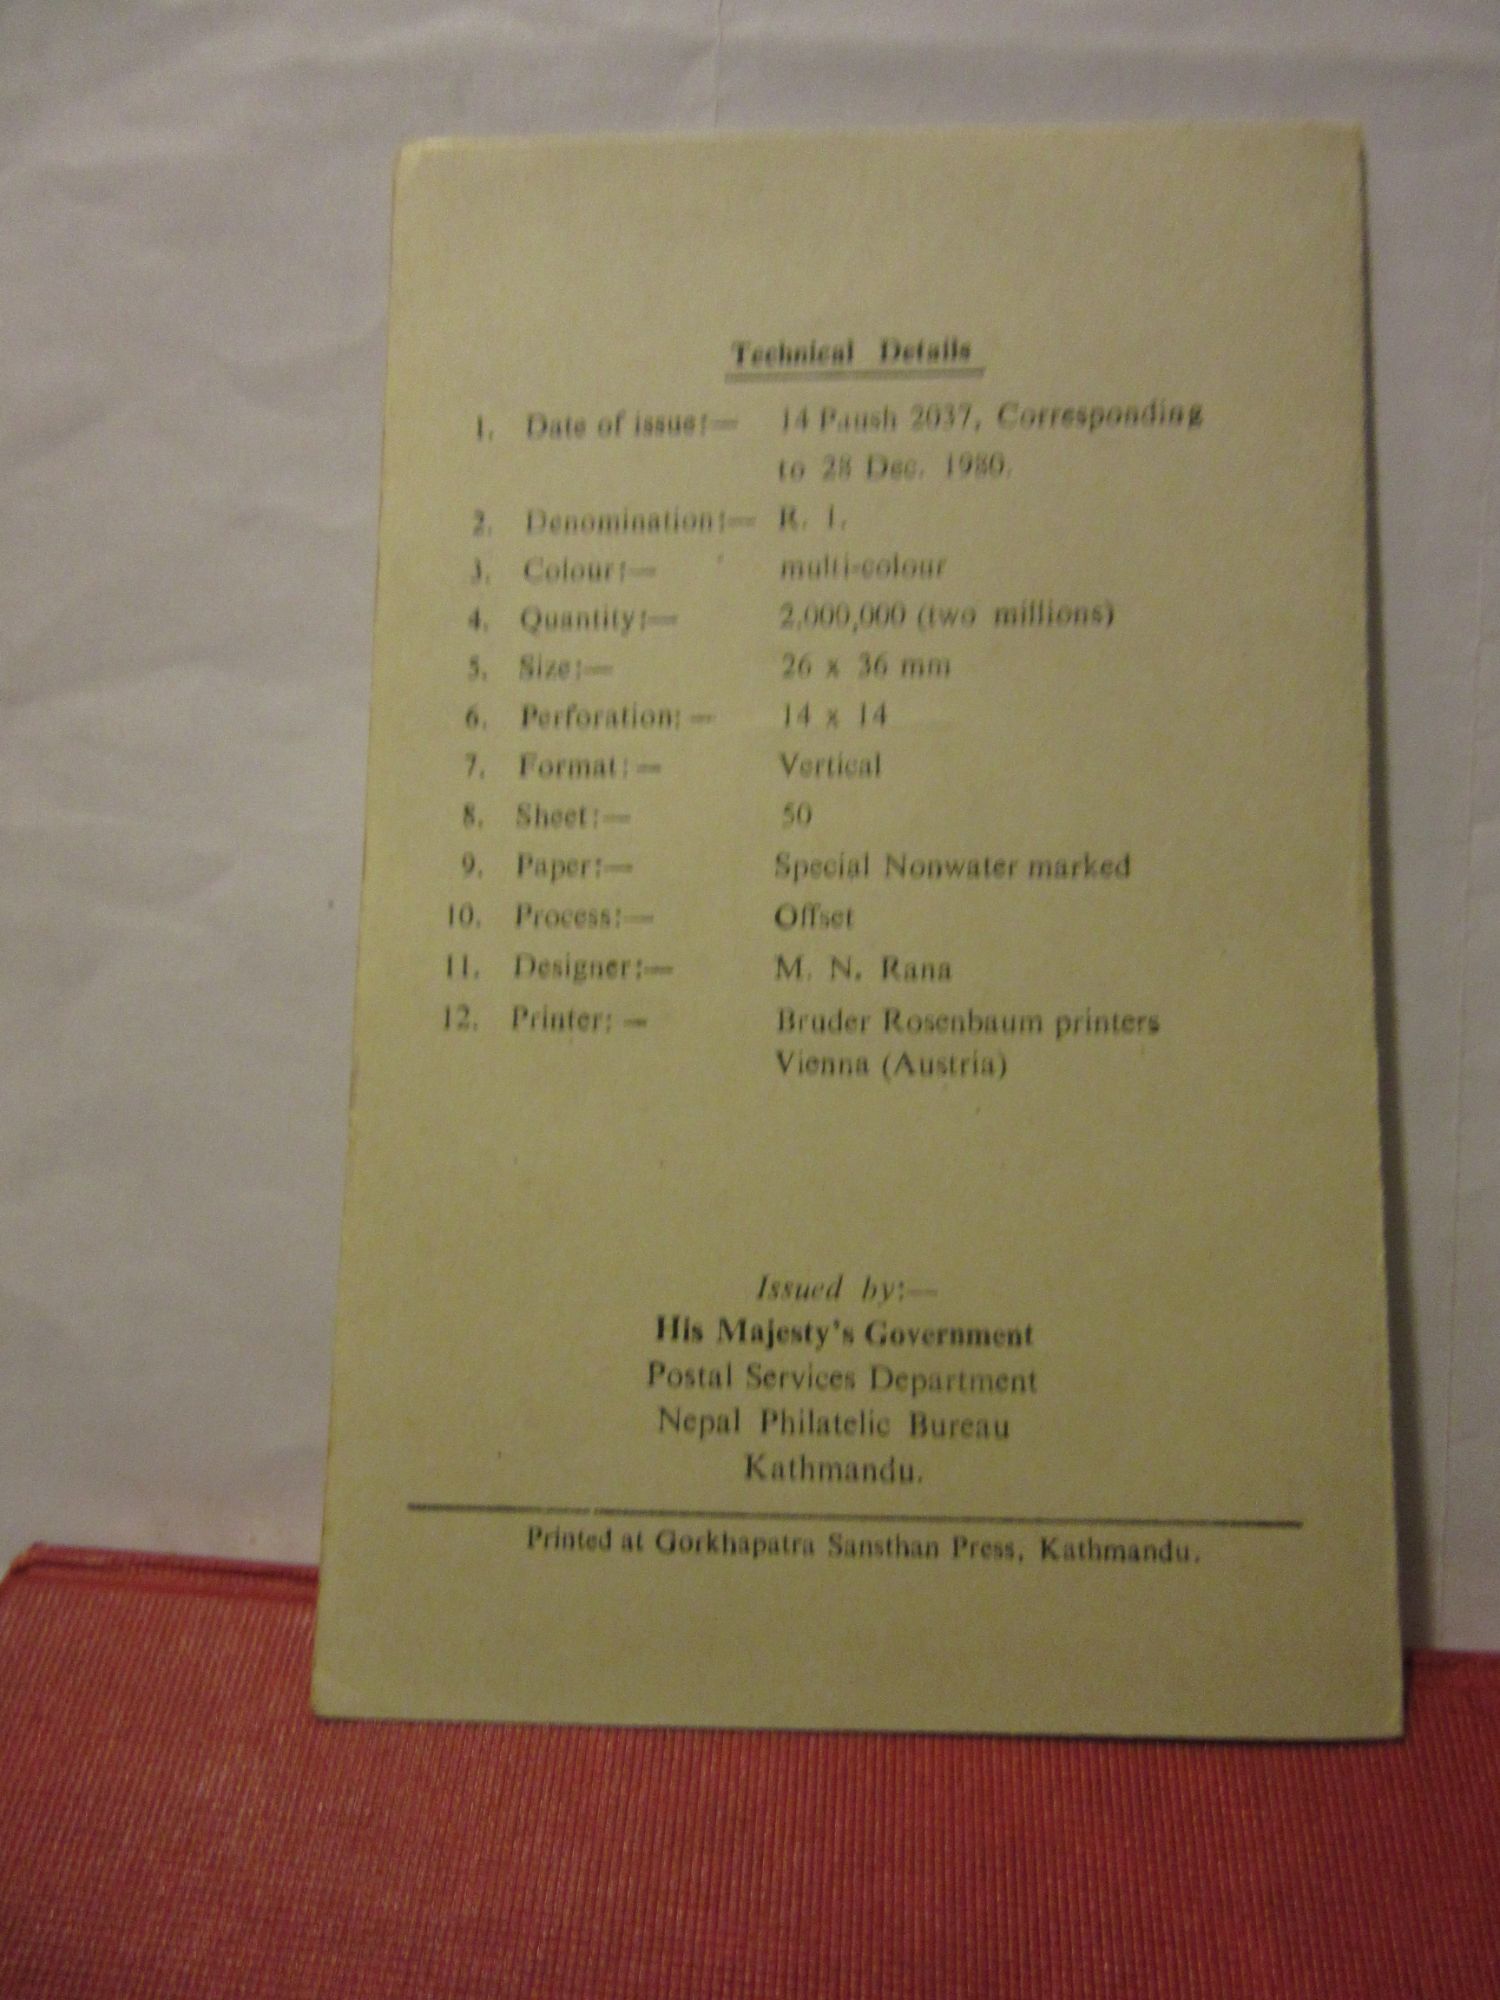 Technical Details
1. Date of issue:— 14 Paush 2037, Corresponding
to 28 Dec. 1980.
2. Denomination:— R. 1.
3. Colour:— multi-colour
4. Quantity:— 2,000,000 (two millions)
5. Size:— 26 x 36 mm
6. Perforation:— 14 x 14
7. Format:— Vertical
8. Sheet:— 50
9. Paper:— Special Nonwater marked
10. Process:— Offset
11. Designer:— M. N. Rana
12. Printer:— Bruder Rosenbaum printers
Vienna (Austria)
Issued by:—
His Majesty's Government
Postal Services Department
Nepal Philatelic Bureau
Kathmandu.
Printed at Gorkhapatra Sansthan Press, Kathmandu.